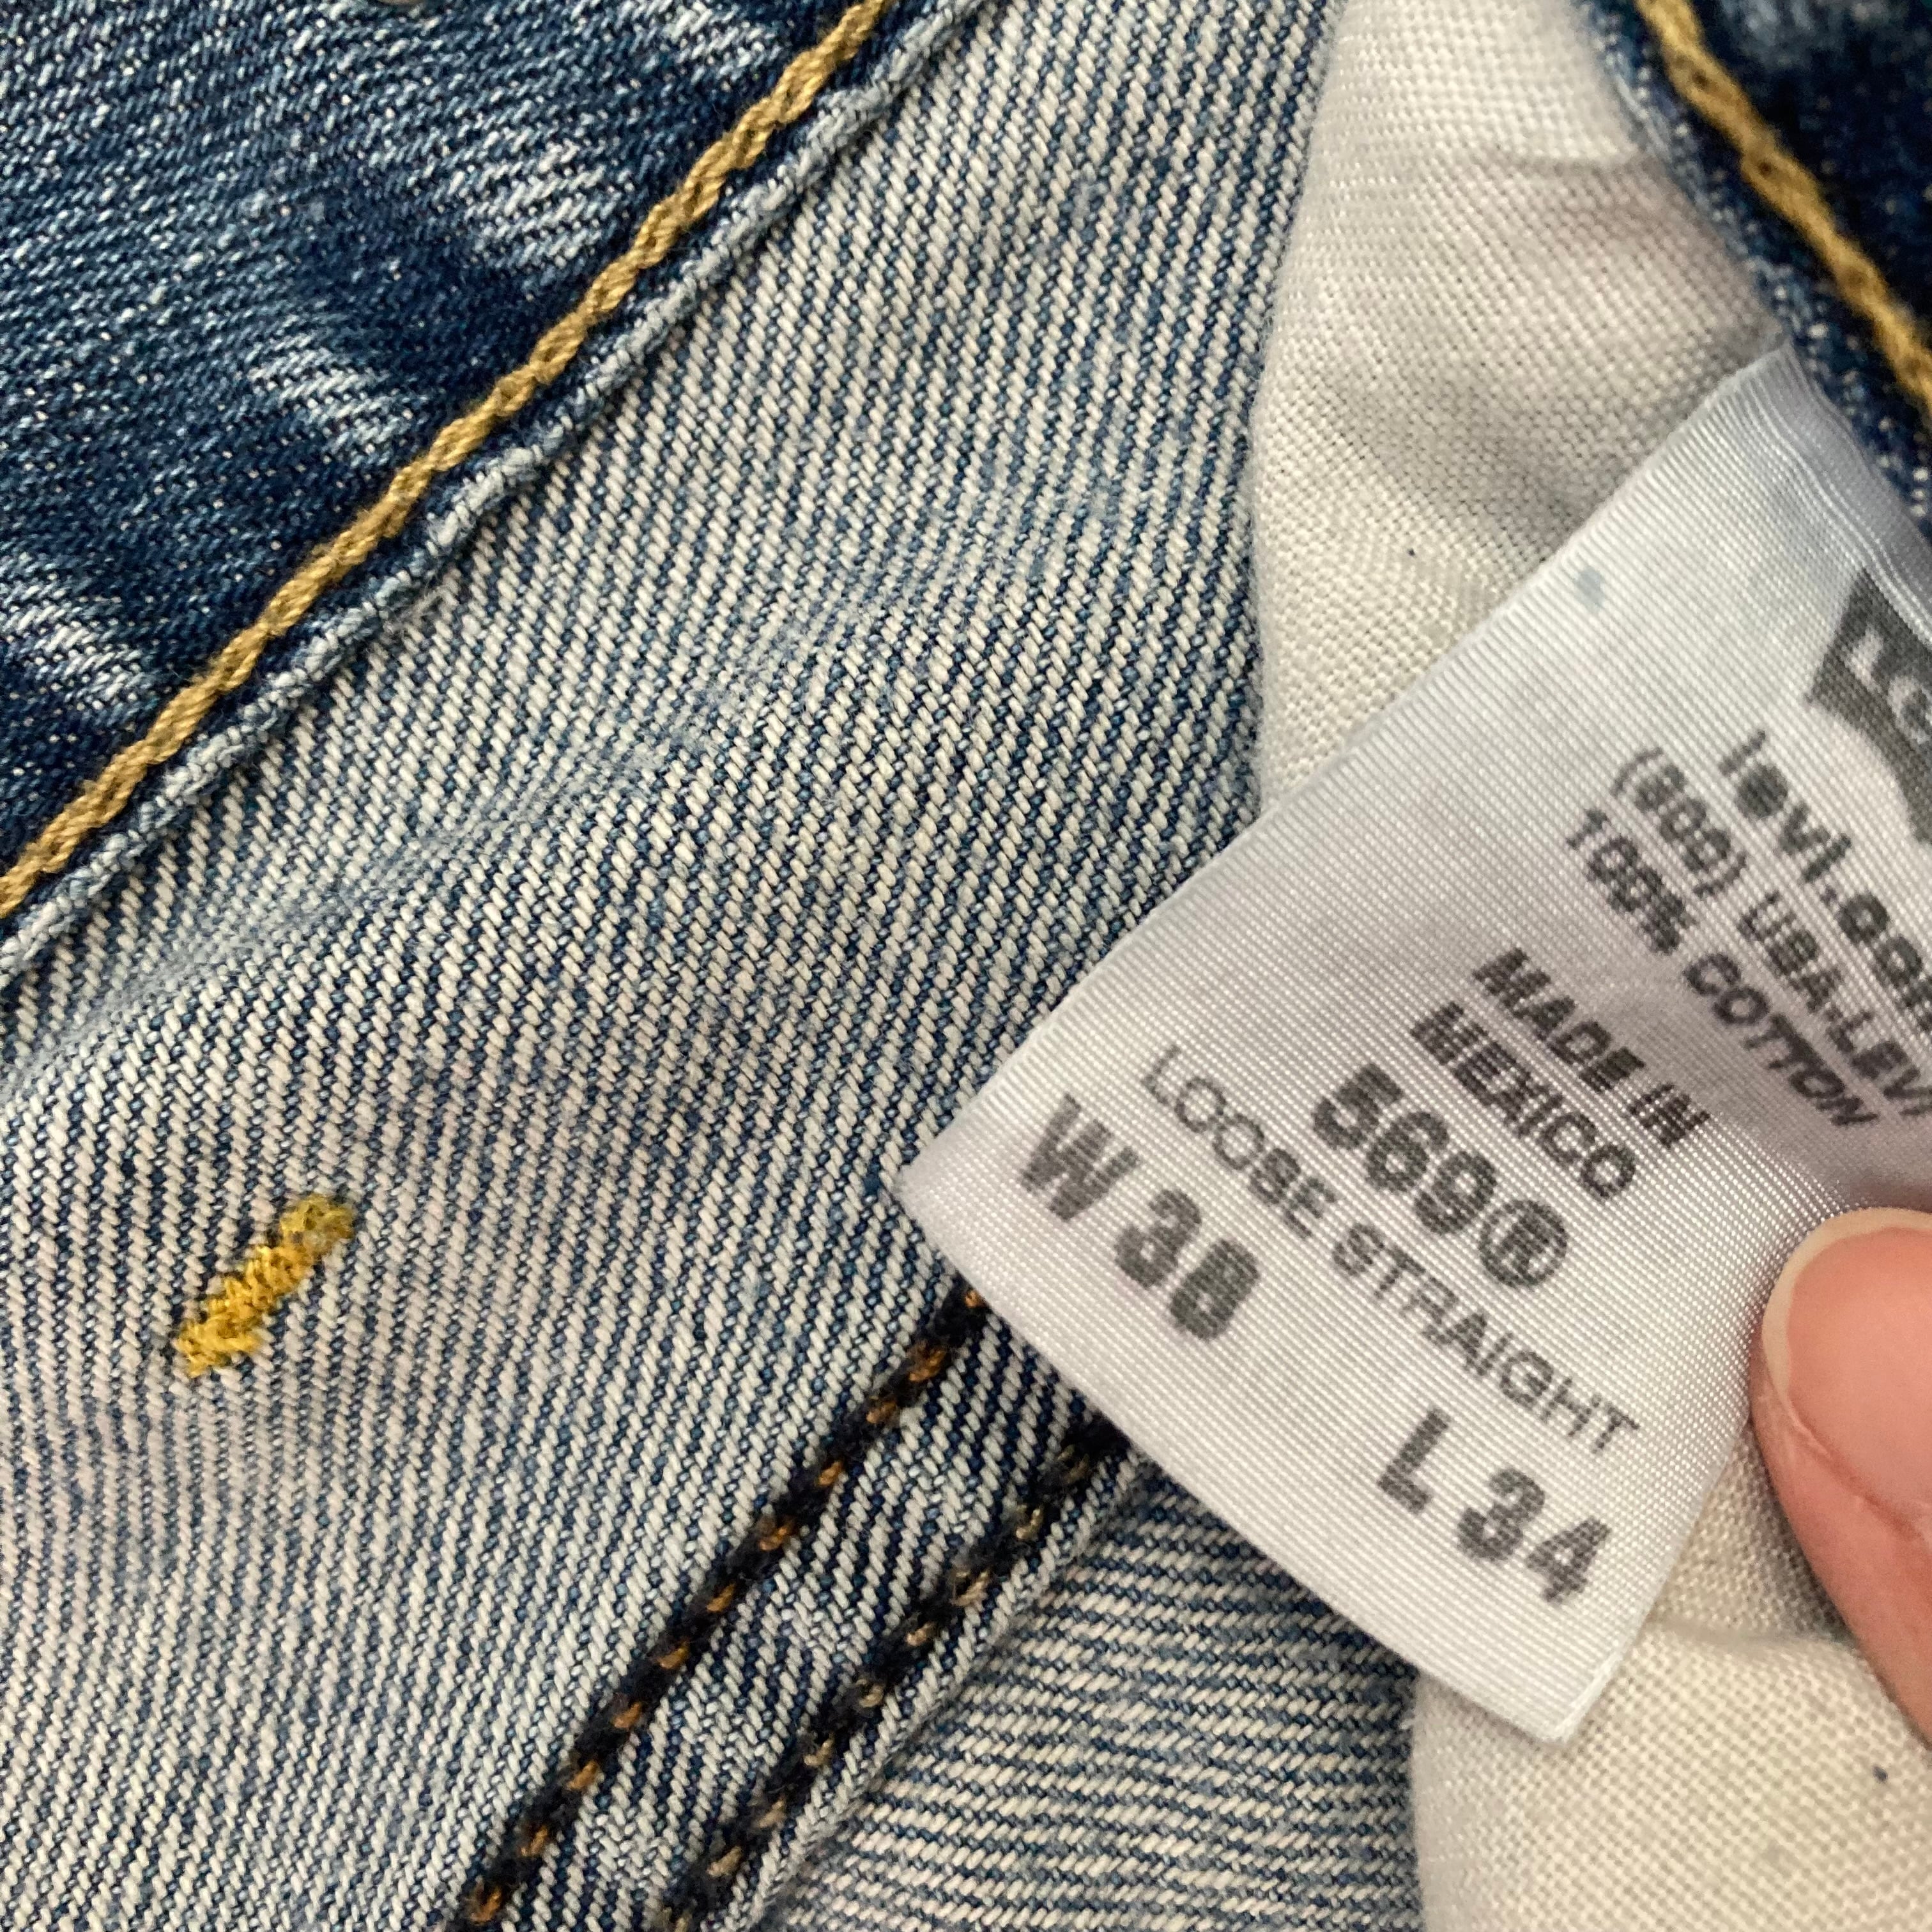 levi.com
(800) USA-LEVI
100% COTTON
MADE IN
MEXICO
569®
LOOSE STRAIGHT
W 38 L 34